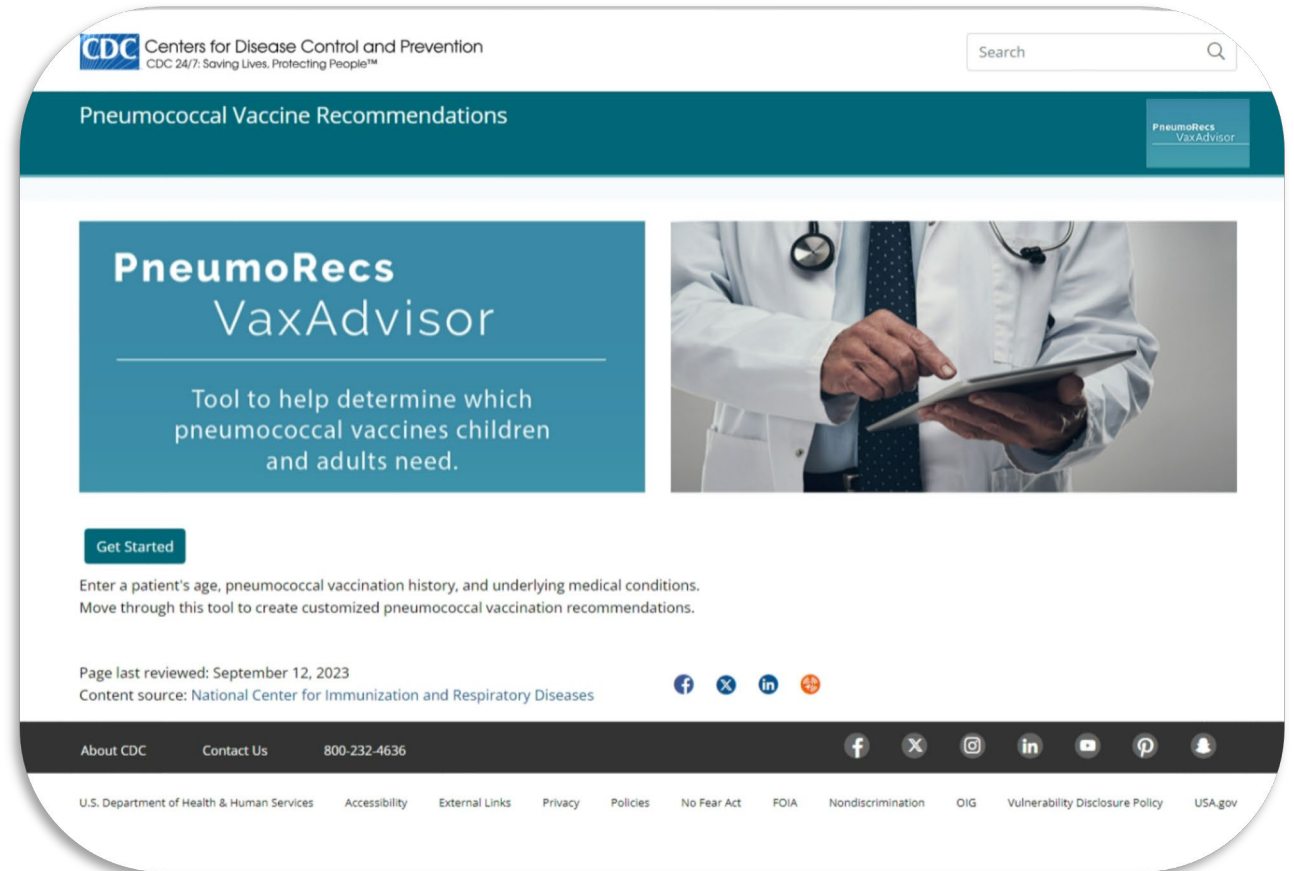 CDC
Centers for Disease Control and Prevention
CDC 24/7: Saving Lives, Protecting People™
Search
Pneumococcal Vaccine Recommendations
PneumoRecs
VaxAdvisor
PneumoRecs
VaxAdvisor
Tool to help determine which
pneumococcal vaccines children
and adults need.
Get Started
Enter a patient's age, pneumococcal vaccination history, and underlying medical conditions.
Move through this tool to create customized pneumococcal vaccination recommendations.
Page last reviewed: September 12, 2023
Content source: National Center for Immunization and Respiratory Diseases
About CDC Contact Us 800-232-4636
U.S. Department of Health & Human Services Accessibility External Links Privacy Policies No Fear Act FOIA Nondiscrimination OIG Vulnerability Disclosure Policy USA.gov